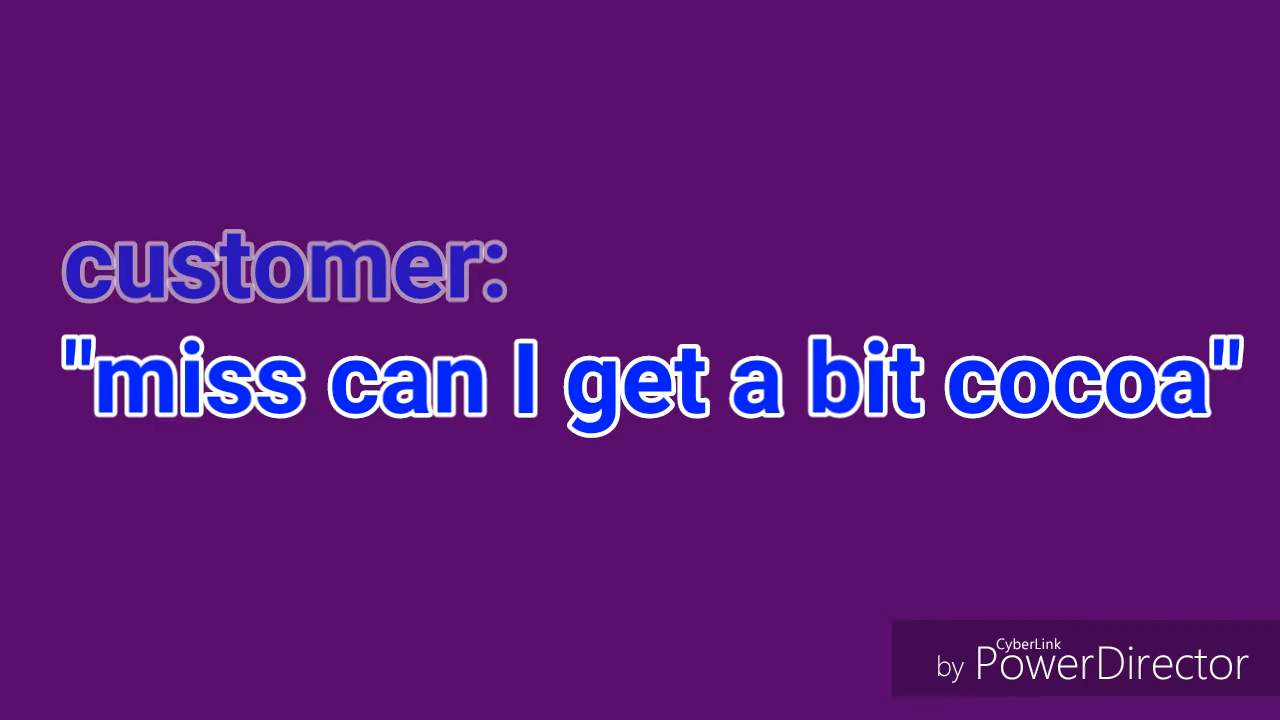 customer:
"miss can I get a bit cocoa"
CyberLink
by PowerDirector